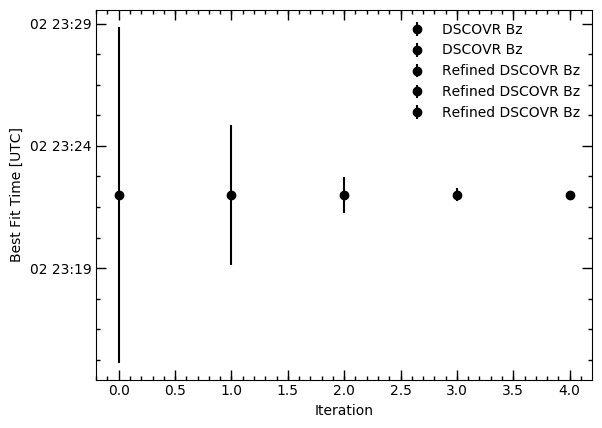 02 23:29
02 23:24
02 23:19
Best Fit Time [UTC]
DSCOVR Bz
DSCOVR Bz
Refined DSCOVR Bz
Refined DSCOVR Bz
Refined DSCOVR Bz
0.0 0.5 1.0 1.5 2.0 2.5 3.0 3.5 4.0
Iteration